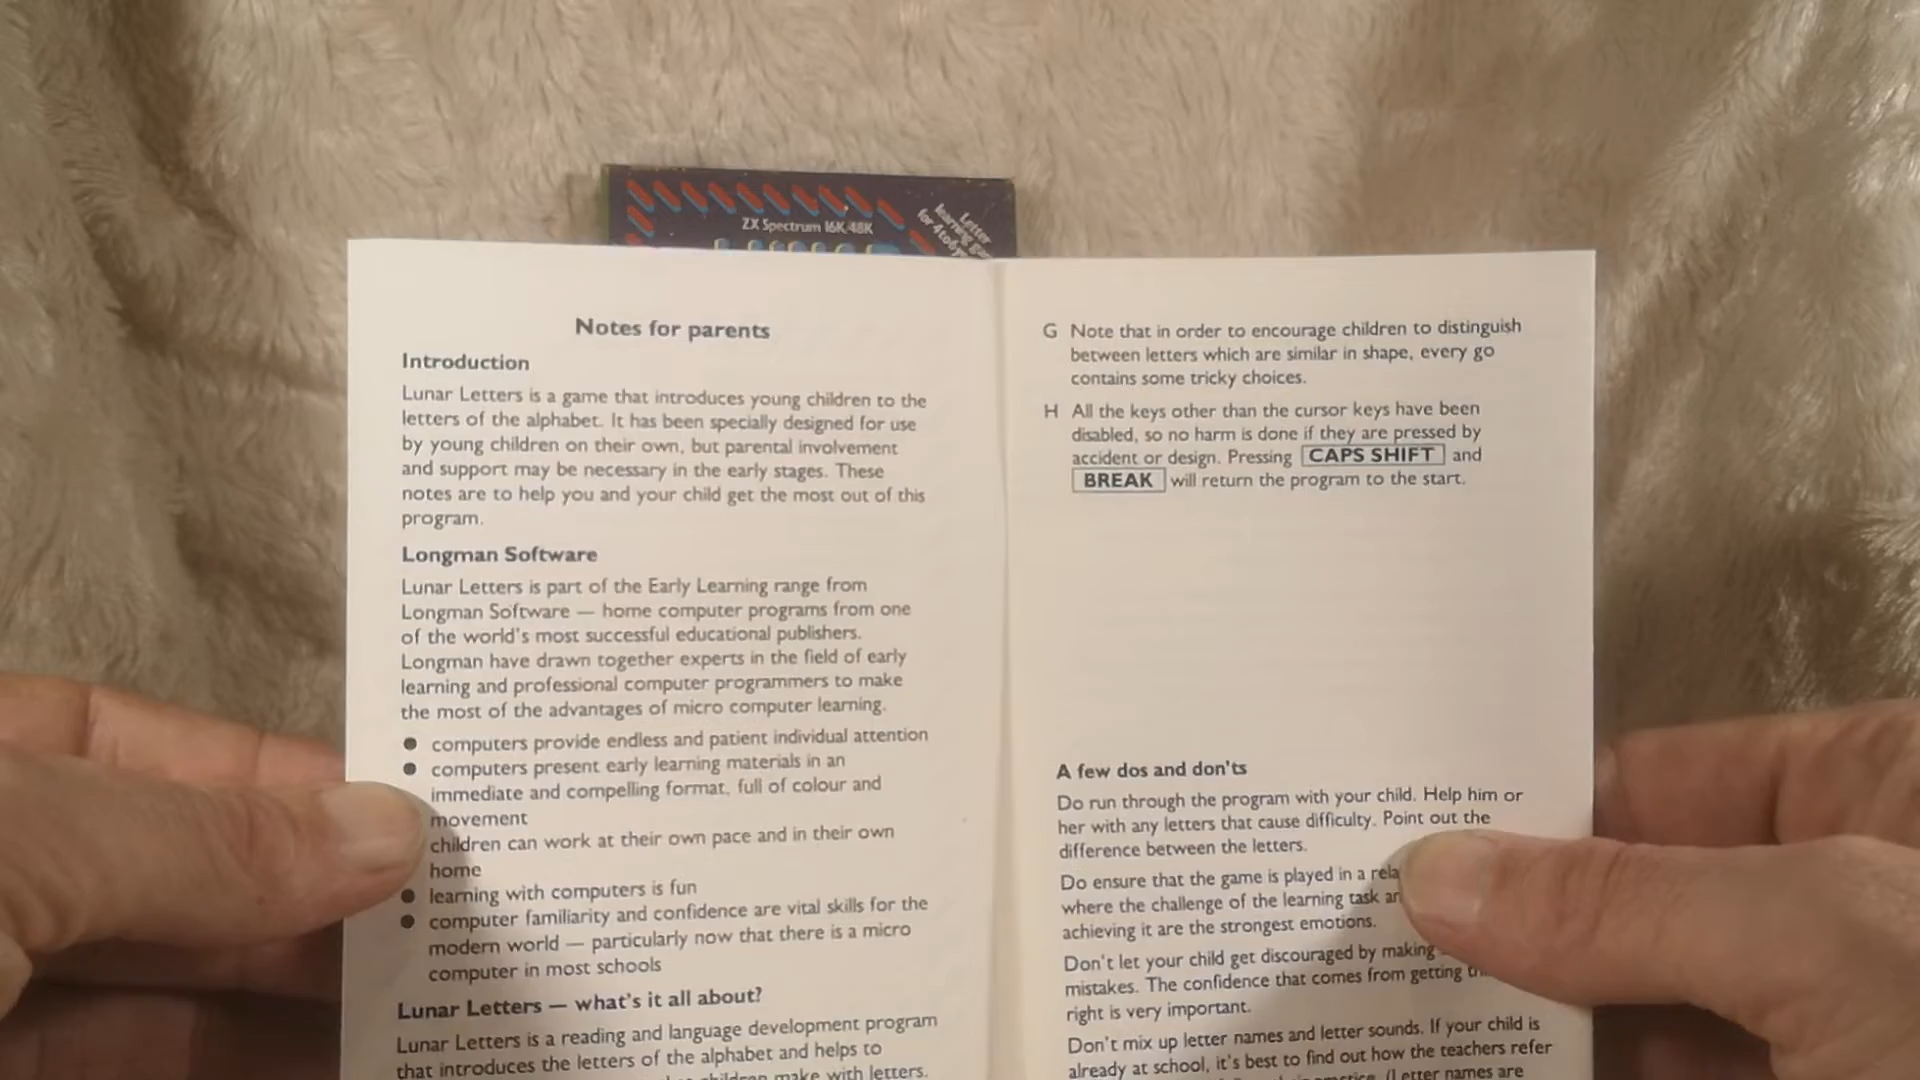 ZX Spectrum 16K/48K
Letter
learning
for 4 to 6
Notes for parents
Introduction
Lunar Letters is a game that introduces young children to the
letters of the alphabet. It has been specially designed for use
by young children on their own, but parental involvement
and support may be necessary in the early stages. These
notes are to help you and your child get the most out of this
program.
Longman Software
Lunar Letters is part of the Early Learning range from
Longman Software — home computer programs from one
of the world's most successful educational publishers.
Longman have drawn together experts in the field of early
learning and professional computer programmers to make
the most of the advantages of micro computer learning.
● computers provide endless and patient individual attention
● computers present early learning materials in an
immediate and compelling format, full of colour and
movement
children can work at their own pace and in their own
home
● learning with computers is fun
● computer familiarity and confidence are vital skills for the
modern world — particularly now that there is a micro
computer in most schools
Lunar Letters — what's it all about?
Lunar Letters is a reading and language development program
that introduces the letters of the alphabet and helps to
children make with letters.
G Note that in order to encourage children to distinguish
between letters which are similar in shape, every go
contains some tricky choices.
H All the keys other than the cursor keys have been
disabled, so no harm is done if they are pressed by
accident or design. Pressing CAPS SHIFT and
BREAK will return the program to the start.
A few dos and don'ts
Do run through the program with your child. Help him or
her with any letters that cause difficulty. Point out the
difference between the letters.
Do ensure that the game is played in a
where the challenge of the learning task
achieving it are the strongest emotions.
Don't let your child get discouraged by making
mistakes. The confidence that comes from getting
right is very important.
Don't mix up letter names and letter sounds. If your child is
already at school, it's best to find out how the teachers refer
(Letter names are